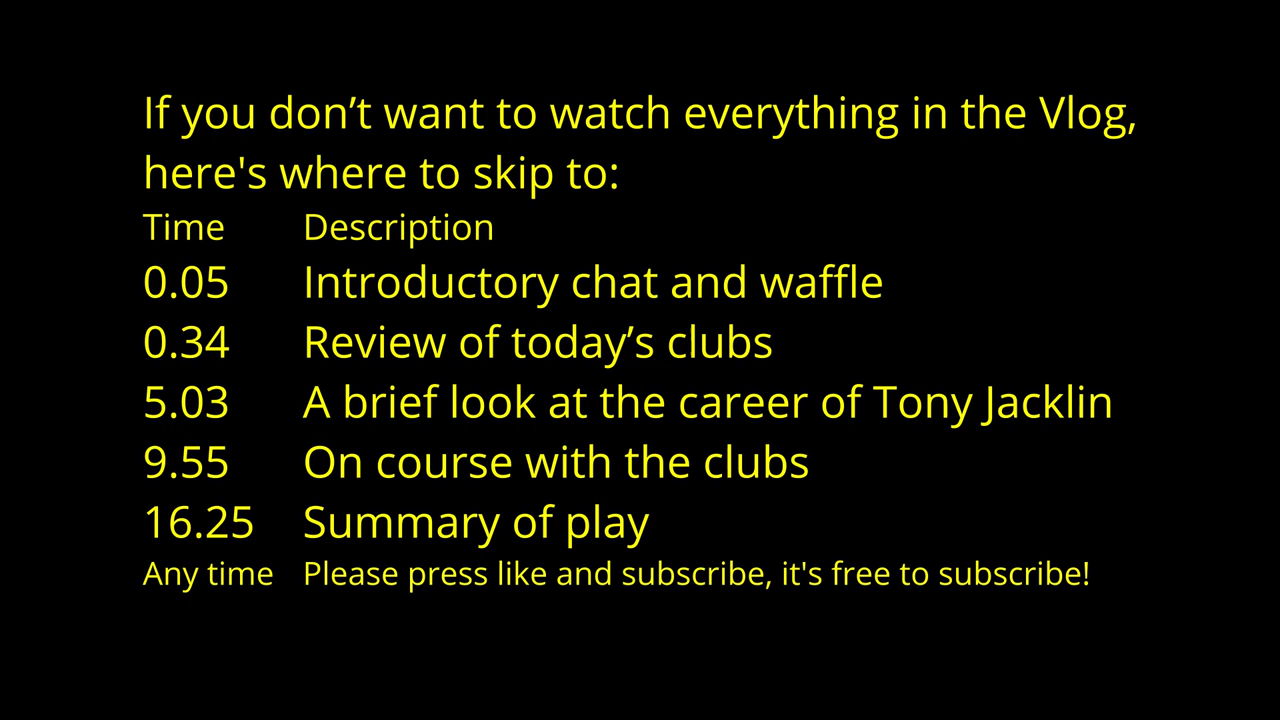 If you don’t want to watch everything in the Vlog,
here's where to skip to:
Time Description
0.05 Introductory chat and waffle
0.34 Review of today’s clubs
5.03 A brief look at the career of Tony Jacklin
9.55 On course with the clubs
16.25 Summary of play
Any time Please press like and subscribe, it's free to subscribe!